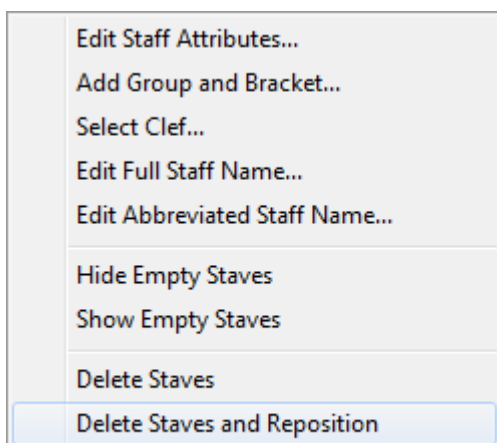 Edit Staff Attributes...
Add Group and Bracket...
Select Clef...
Edit Full Staff Name...
Edit Abbreviated Staff Name...
Hide Empty Staves
Show Empty Staves
Delete Staves
Delete Staves and Reposition